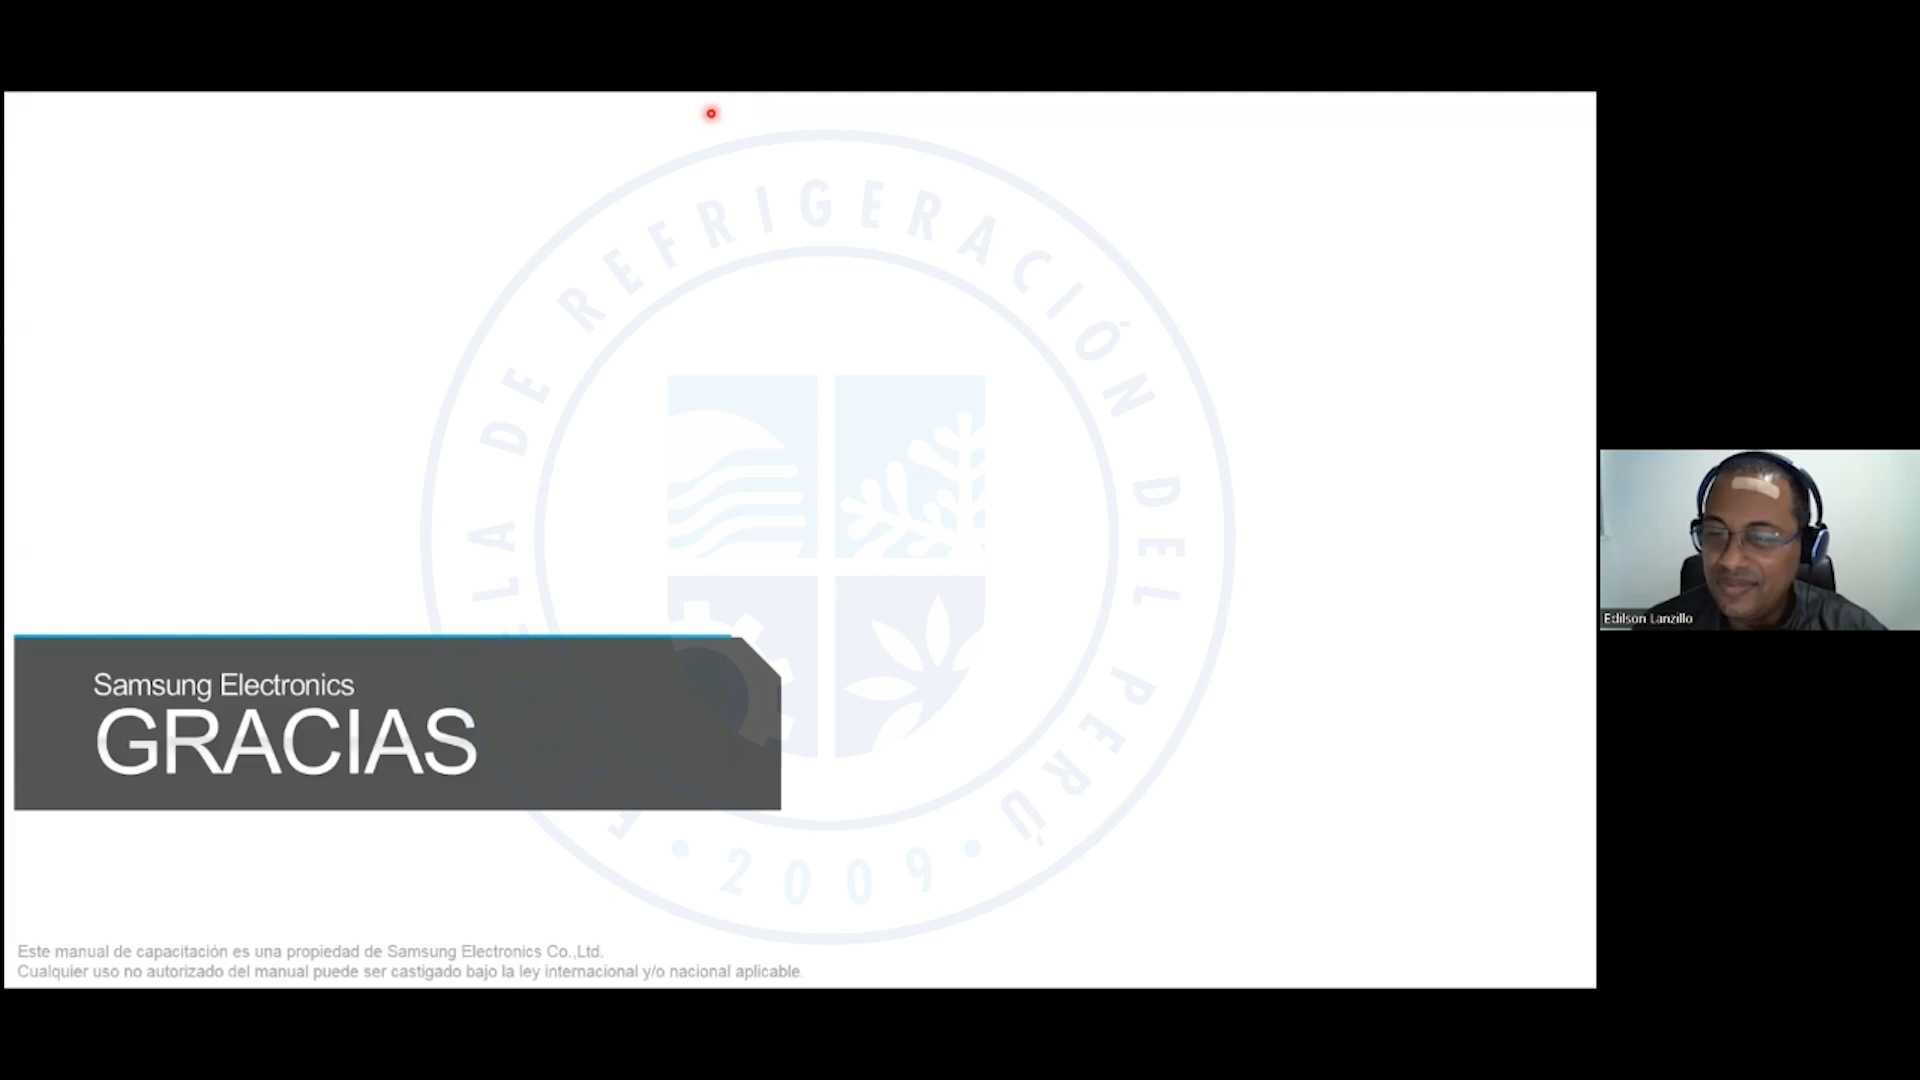 ESCUELA DE REFRIGERACIÓN DEL PERÚ
• 2009 •
Samsung Electronics
GRACIAS
Este manual de capacitación es una propiedad de Samsung Electronics Co.,Ltd.
Cualquier uso no autorizado del manual puede ser castigado bajo la ley internacional y/o nacional aplicable.
Edilson Lanzillo